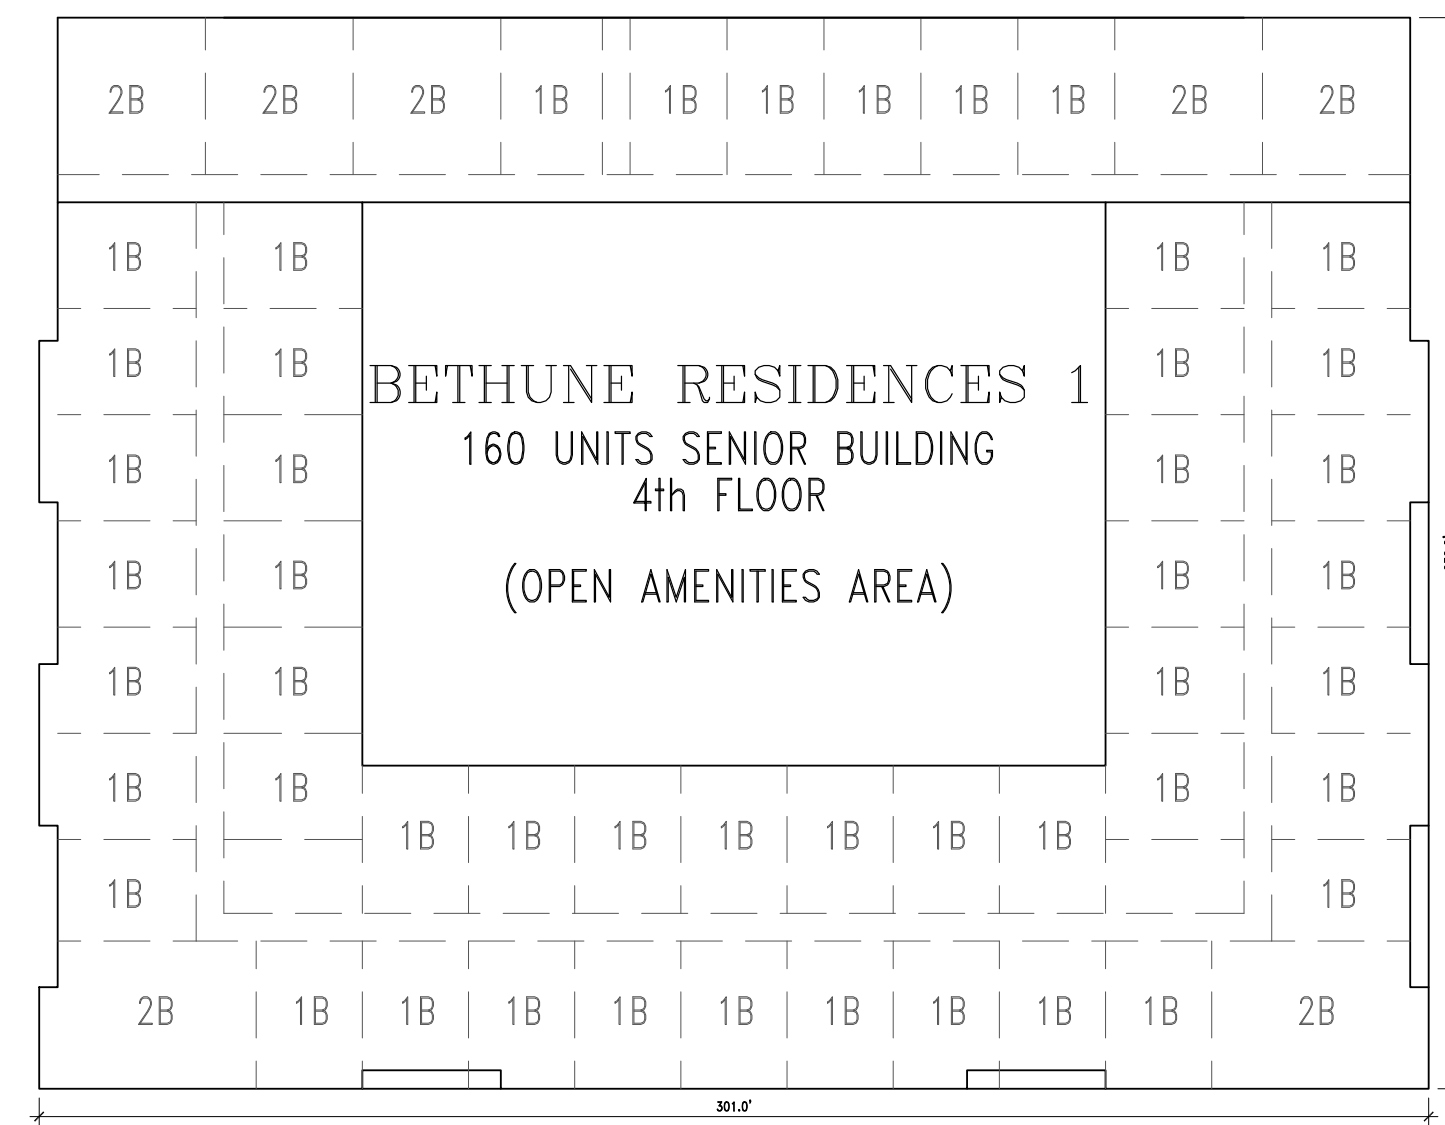 2B 2B 2B 1B 1B 1B 1B 1B 1B 2B 2B
1B 1B 1B 1B
1B 1B 1B 1B
BETHUNE RESIDENCES 1
160 UNITS SENIOR BUILDING
1B 1B 1B 1B
4th FLOOR
(OPEN AMENITIES AREA)
1B 1B 1B 1B
1B 1B 1B 1B
1B 1B 1B 1B
1B 1B 1B 1B 1B 1B 1B
1B 1B
2B 1B 1B 1B 1B 1B 1B 1B 1B 1B 2B
301.0'